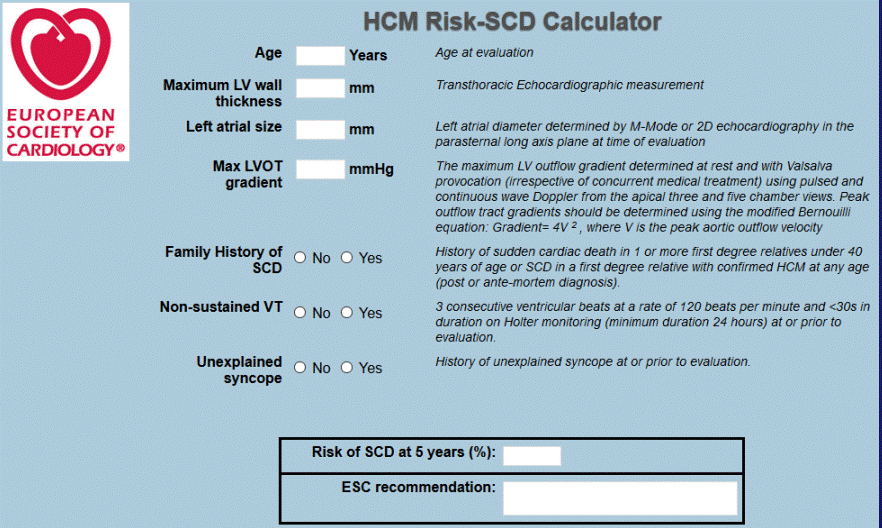 HCM Risk-SCD Calculator
EUROPEAN
SOCIETY OF
CARDIOLOGY®
Age Years Age at evaluation
Maximum LV wall
thickness mm Transthoracic Echocardiographic measurement
Left atrial size mm Left atrial diameter determined by M-Mode or 2D echocardiography in the
parasternal long axis plane at time of evaluation
Max LVOT
gradient mmHg The maximum LV outflow gradient determined at rest and with Valsalva
provocation (irrespective of concurrent medical treatment) using pulsed and
continuous wave Doppler from the apical three and five chamber views. Peak
outflow tract gradients should be determined using the modified Bernouilli
equation: Gradient= 4V 2 , where V is the peak aortic outflow velocity
Family History of
SCD No Yes History of sudden cardiac death in 1 or more first degree relatives under 40
years of age or SCD in a first degree relative with confirmed HCM at any age
(post or ante-mortem diagnosis).
Non-sustained VT No Yes 3 consecutive ventricular beats at a rate of 120 beats per minute and <30s in
duration on Holter monitoring (minimum duration 24 hours) at or prior to
evaluation.
Unexplained
syncope No Yes History of unexplained syncope at or prior to evaluation.
Risk of SCD at 5 years (%):
ESC recommendation: